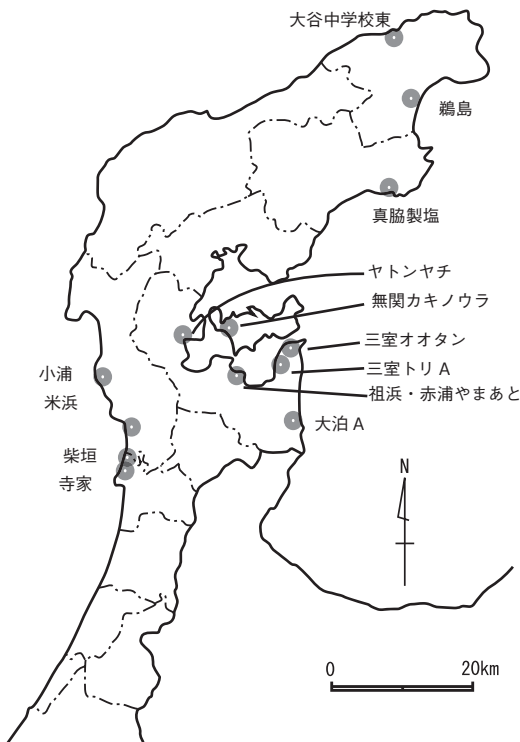 大谷中学校東
鵜島
真脇製塩
ヤトンヤチ
無関カキノウラ
三室オオタン
三室トリA
祖浜・赤浦やまあと
大泊A
小浦
米浜
柴垣
寺家
N
0 20km